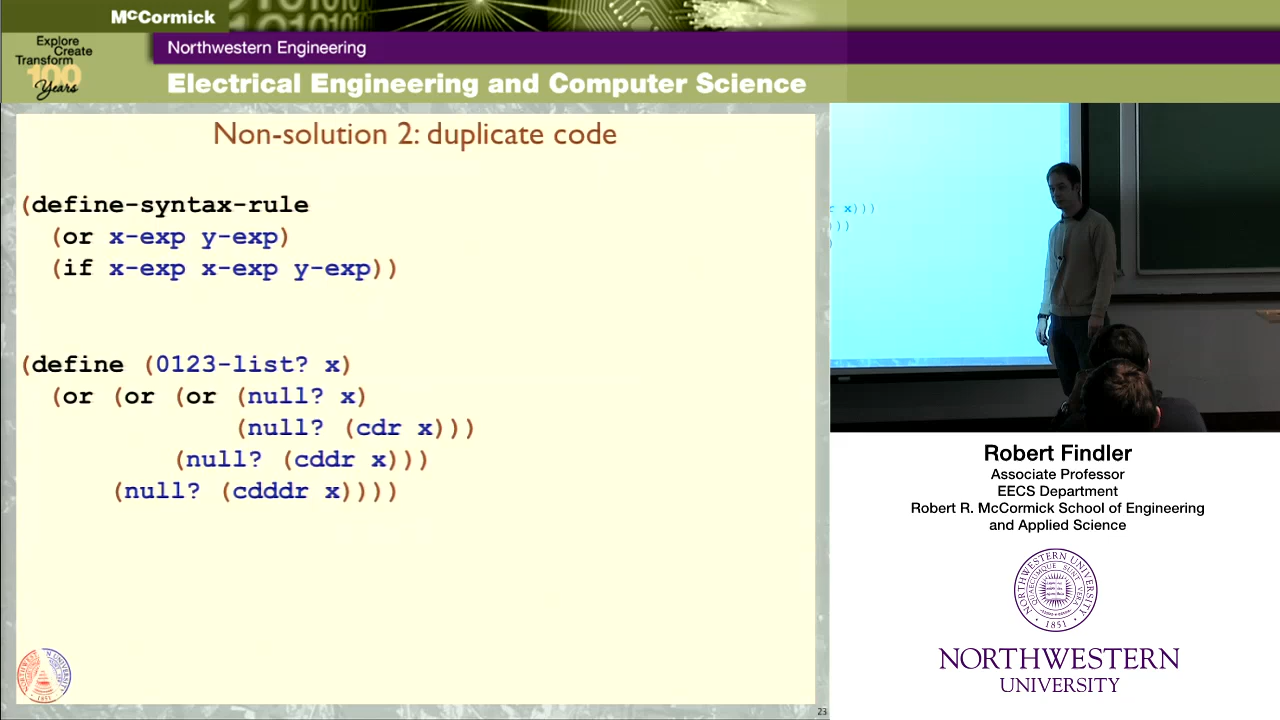 McCormick
Explore
Create
Transform
100
Years
Northwestern Engineering
Electrical Engineering and Computer Science
Non-solution 2: duplicate code
(define-syntax-rule
(or x-exp y-exp)
(if x-exp x-exp y-exp))
(define (0123-list? x)
(or (or (or (null? x)
(null? (cdr x)))
(null? (cddr x)))
(null? (cdddr x))))
r x)))
)))
)
Robert Findler
Associate Professor
EECS Department
Robert R. McCormick School of Engineering
and Applied Science
NORTHWESTERN
UNIVERSITY
1851
NORTHWESTERN
UNIVERSITY
23